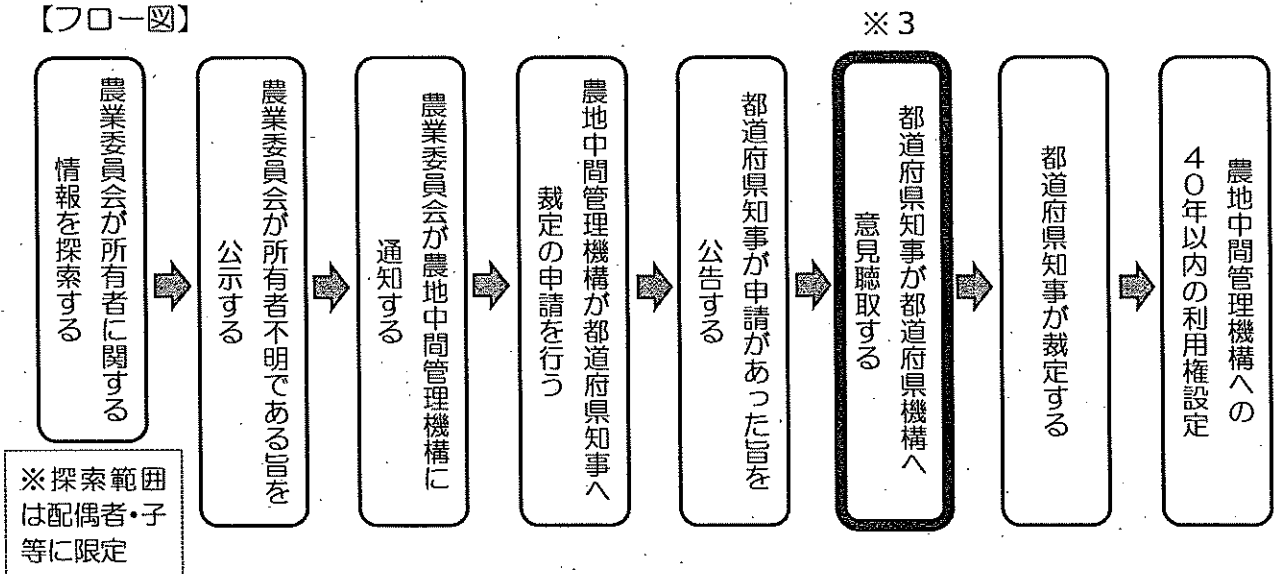 【フロー図】
※3
農業委員会が所有者に関する
情報を探索する
農業委員会が所有者不明である旨を
公示する
農業委員会が農地中間管理機構に
通知する
農地中間管理機構が都道府県知事へ
裁定の申請を行う
都道府県知事が申請があった旨を
公告する
都道府県知事が都道府県機構へ
意見聴取する
都道府県知事が裁定する
農地中間管理機構への
40年以内の利用権設定
※探索範囲
は配偶者・子
等に限定